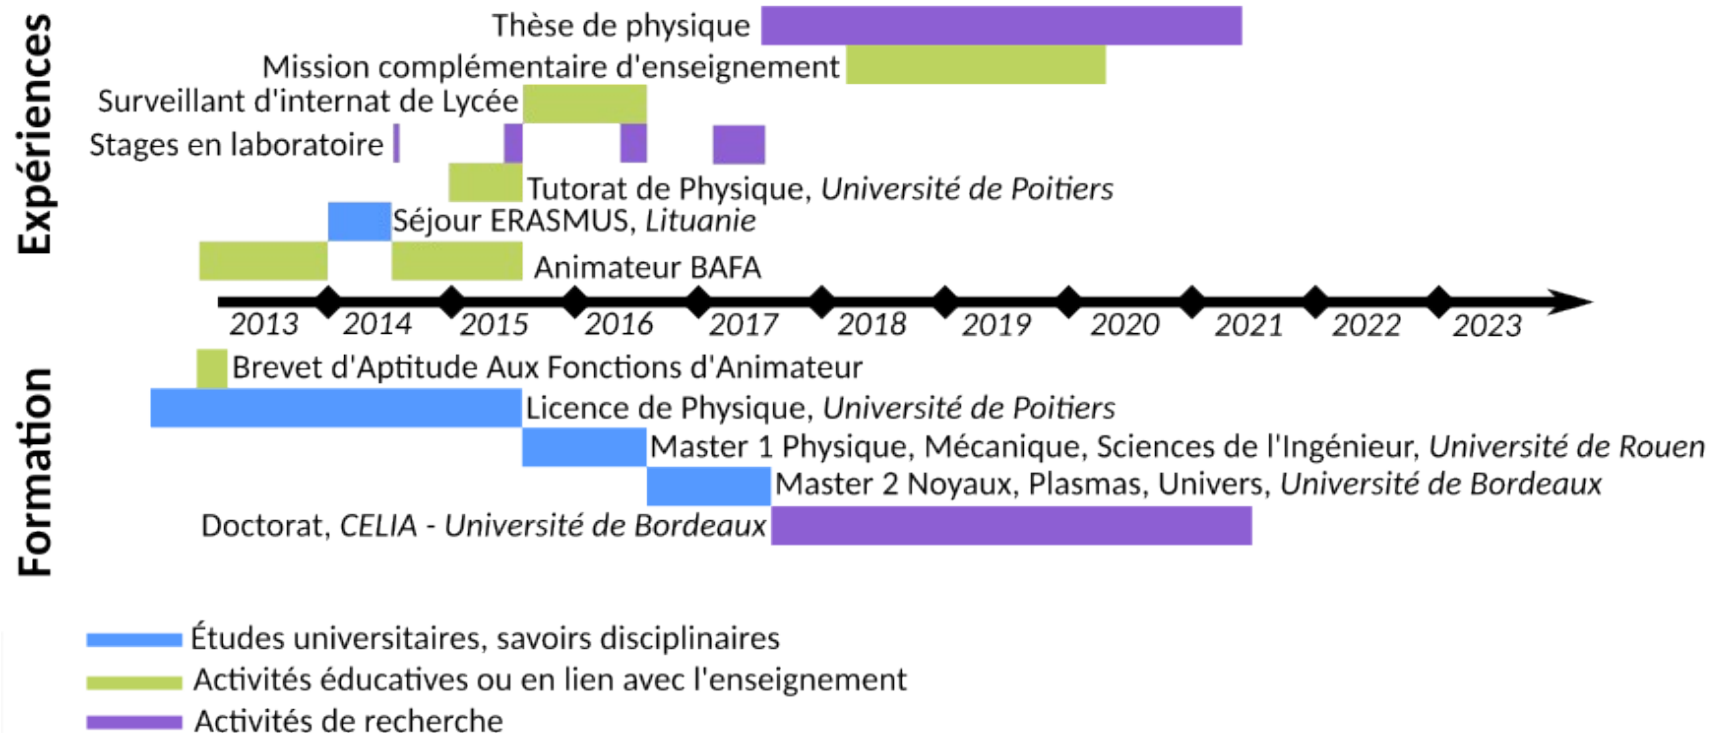 Expériences
Thèse de physique
Mission complémentaire d'enseignement
Surveillant d'internat de Lycée
Stages en laboratoire
Tutorat de Physique, Université de Poitiers
Séjour ERASMUS, Lituanie
Animateur BAFA
2013 2014 2015 2016 2017 2018 2019 2020 2021 2022 2023
Formation
Brevet d'Aptitude Aux Fonctions d'Animateur
Licence de Physique, Université de Poitiers
Master 1 Physique, Mécanique, Sciences de l'Ingénieur, Université de Rouen
Master 2 Noyaux, Plasmas, Univers, Université de Bordeaux
Doctorat, CELIA - Université de Bordeaux
Études universitaires, savoirs disciplinaires
Activités éducatives ou en lien avec l'enseignement
Activités de recherche